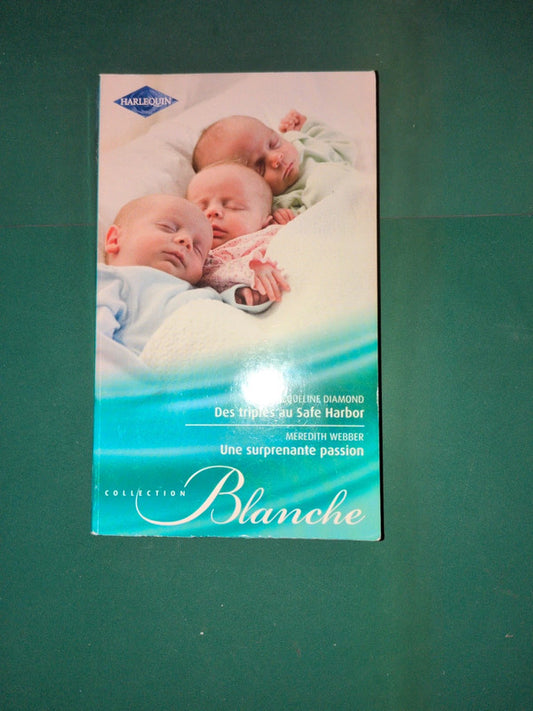 HARLEQUIN
DIAMOND
Des triplés au Safe Harbor
MEREDITH WEBBER
Une surprenante passion
COLLECTION
Blanche